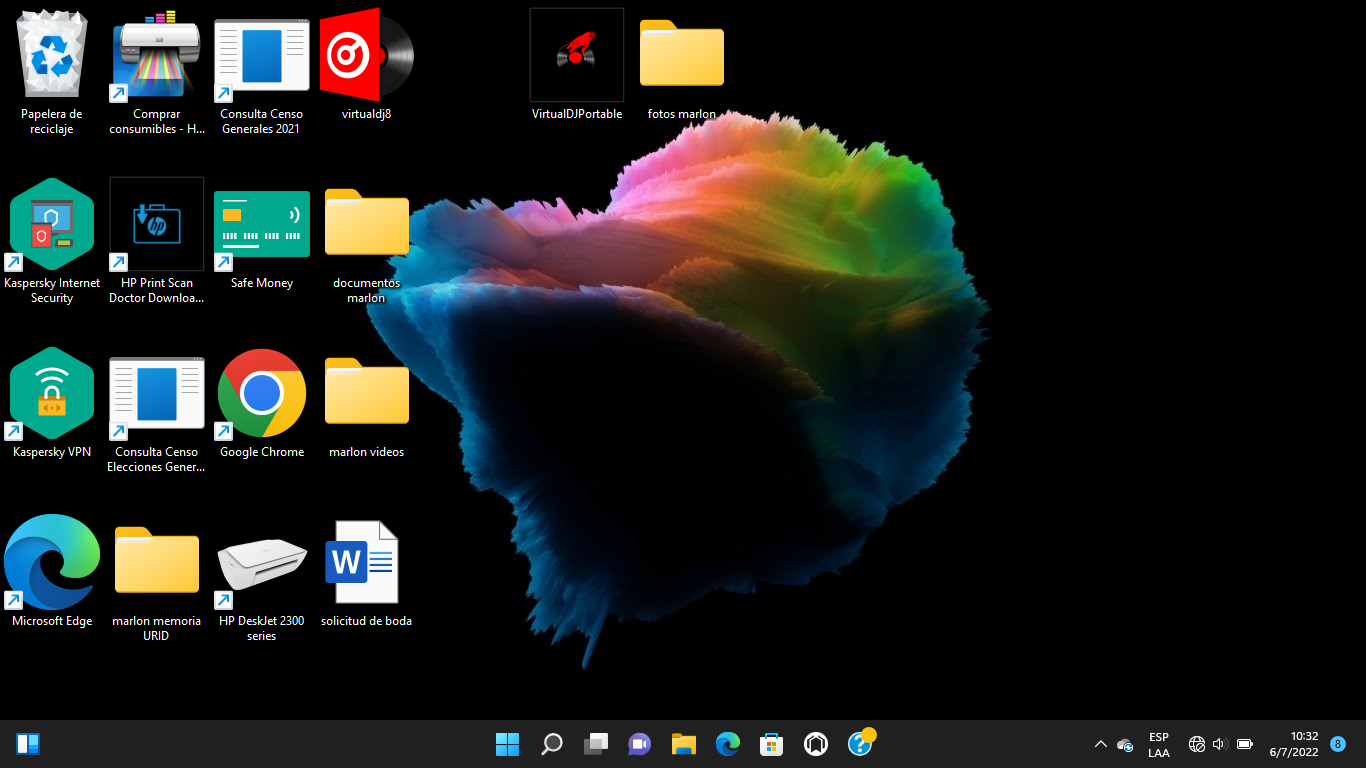 Papelera de
reciclaje
Comprar
consumibles - H...
Consulta Censo
Generales 2021
virtualdj8
VirtualDJPortable
fotos marlon
Kaspersky Internet
Security
HP Print Scan
Doctor Downloa...
Safe Money
documentos
marlon
Kaspersky VPN
Consulta Censo
Elecciones Gener...
Google Chrome
marlon videos
Microsoft Edge
marlon memoria
URID
HP DeskJet 2300
series
W
solicitud de boda
hp
?
ESP
LAA
10:32
6/7/2022
8